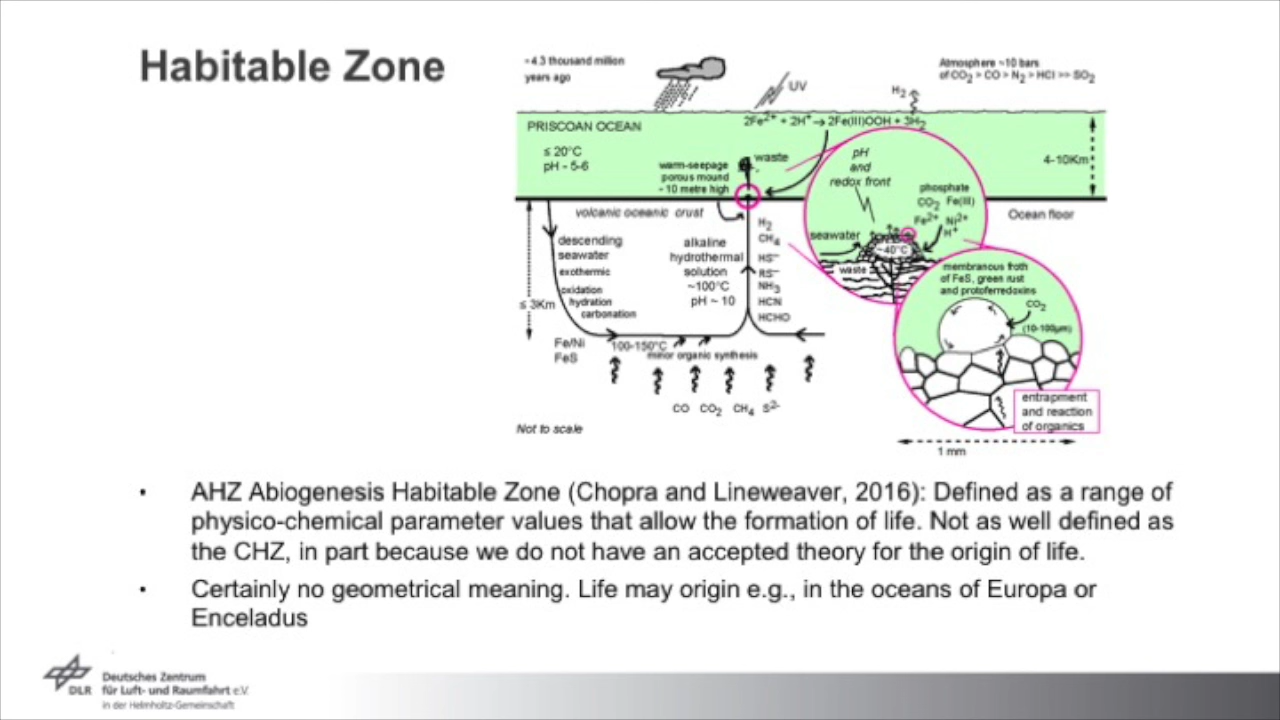 Habitable Zone
~4.3 thousand million
years ago
UV
H2
Atmosphere ~10 bars
of CO2 > CO > N2 > HCl >> SO2
PRISCOAN OCEAN
2Fe2+ + 2H+ → 2Fe(III)OOH + 3H2
≤ 20°C
pH ~ 5-6
warm-seepage
porous mound
~ 10 metre high
waste
pH
and
redox front
4-10Km
phosphate
CO2 Fe(III)
Fe2+ Ni2+
H+
seawater
~40°C
waste
Ocean floor
volcanic oceanic crust
descending
seawater
exothermic
oxidation
hydration
carbonation
≤ 3Km
alkaline
hydrothermal
solution
~100°C
pH ~ 10
H2
CH4
HS−
RS−
NH3
HCN
HCHO
membranous froth
of FeS, green rust
and protoferredoxins
CO2
(10-100µm)
Fe/Ni
FeS
100-150°C
minor organic synthesis
CO CO2 CH4 S2-
entrapment
and reaction
of organics
Not to scale
1 mm
• AHZ Abiogenesis Habitable Zone (Chopra and Lineweaver, 2016): Defined as a range of
physico-chemical parameter values that allow the formation of life. Not as well defined as
the CHZ, in part because we do not have an accepted theory for the origin of life.
• Certainly no geometrical meaning. Life may origin e.g., in the oceans of Europa or
Enceladus
DLR
Deutsches Zentrum
für Luft- und Raumfahrt e.V.
in der Helmholtz-Gemeinschaft